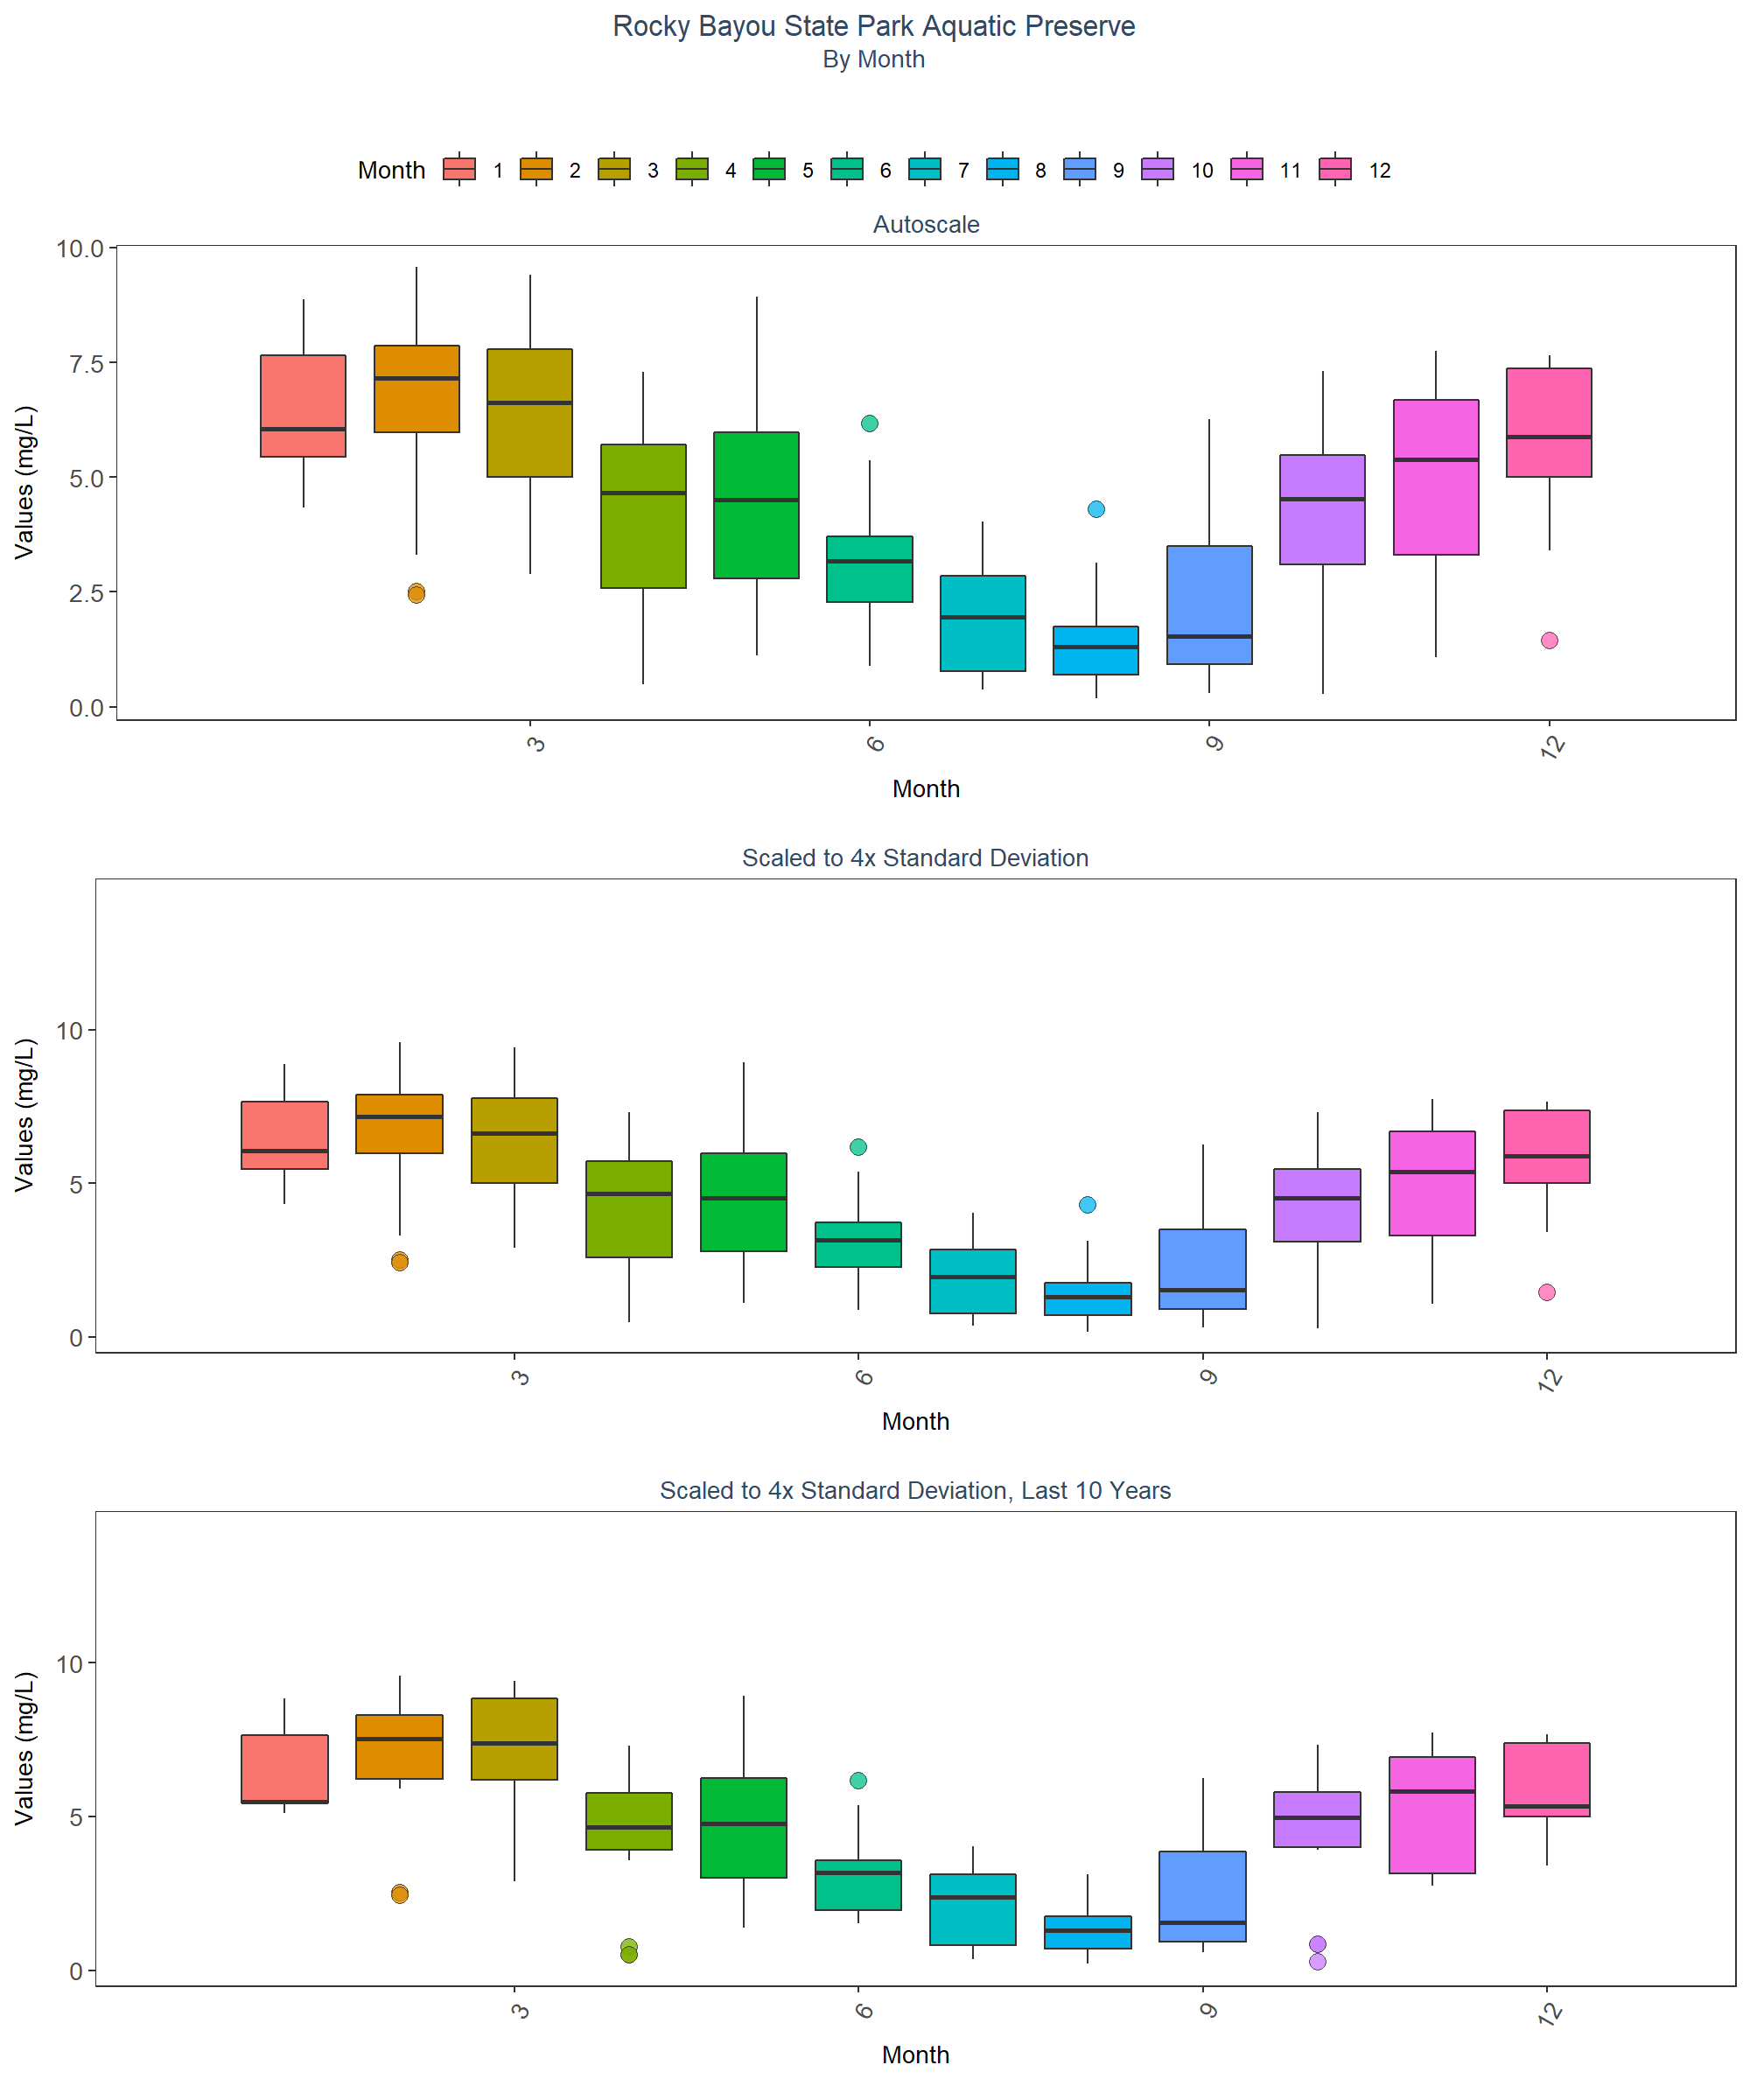 Rocky Bayou State Park Aquatic Preserve
By Month
Month 1 2 3 4 5 6 7 8 9 10 11 12
Autoscale
Values (mg/L)
10.0
7.5
5.0
2.5
0.0
3 6 9 12
Month
Scaled to 4x Standard Deviation
Values (mg/L)
10
5
0
3 6 9 12
Month
Scaled to 4x Standard Deviation, Last 10 Years
Values (mg/L)
10
5
0
3 6 9 12
Month